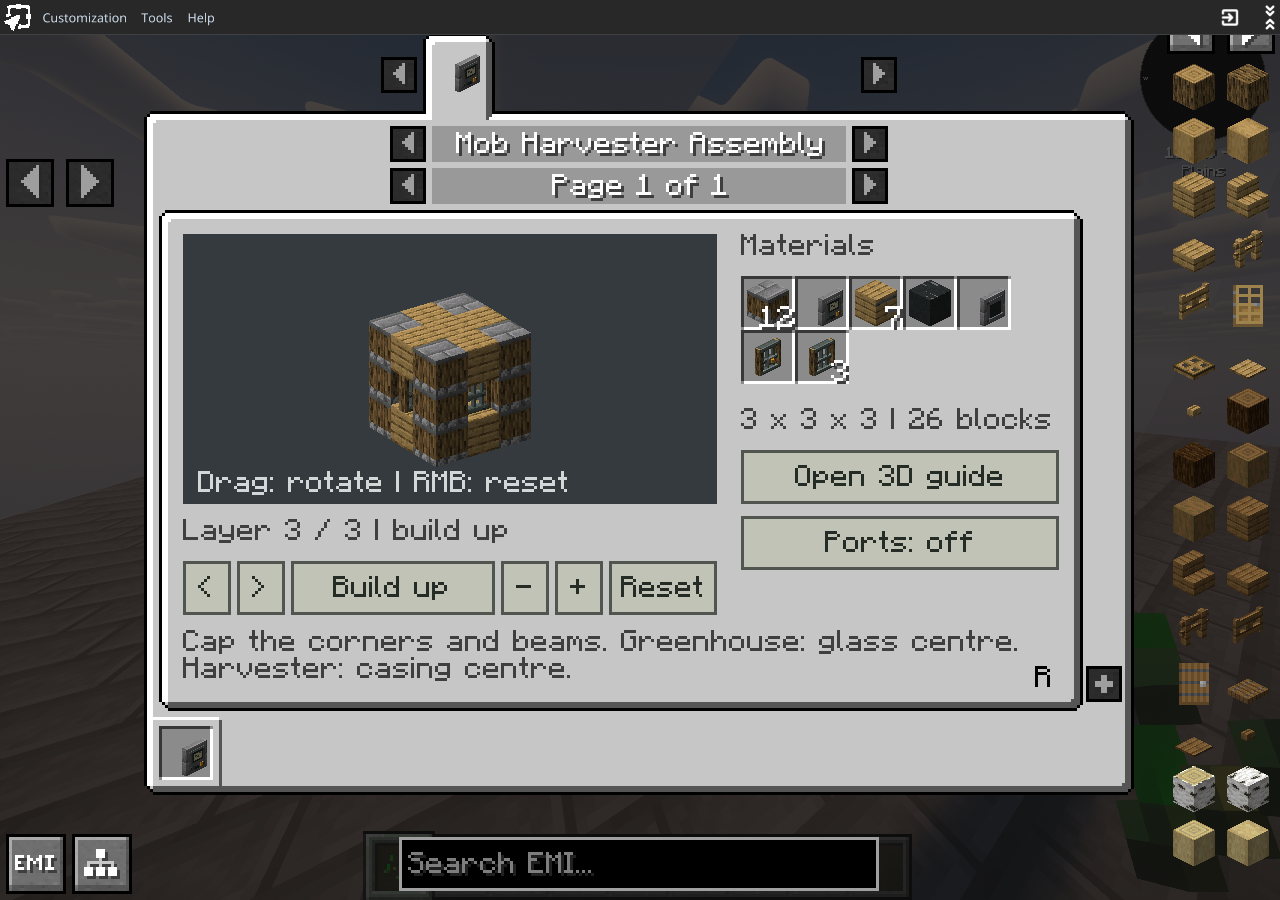 Customization Tools Help
Mob Harvester Assembly
Page 1 of 1
Materials
12
7
3
Drag: rotate | RMB: reset
3 x 3 x 3 | 26 blocks
Open 3D guide
Layer 3 / 3 | build up
Ports: off
< > Build up - + Reset
Cap the corners and beams. Greenhouse: glass centre.
Harvester: casing centre.
R
+
Plains
EMI
Search EMI...